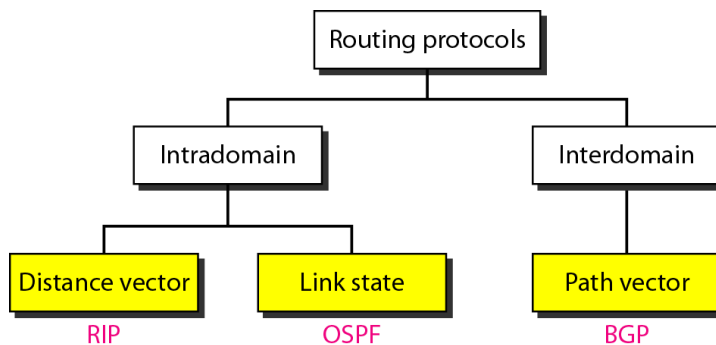 Routing protocols
Intradomain
Interdomain
Distance vector
Link state
Path vector
RIP
OSPF
BGP